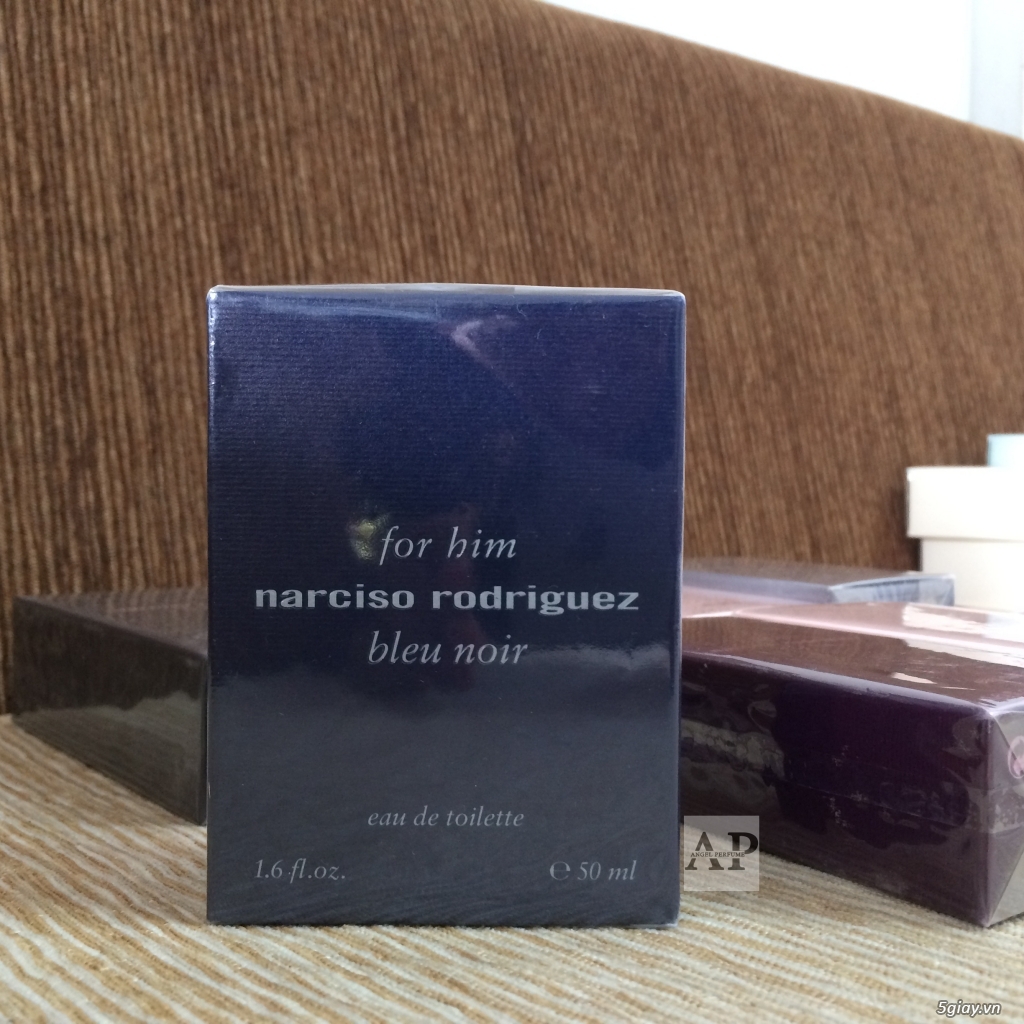 for him
narciso rodriguez
bleu noir
eau de toilette
1.6 fl.oz.
℮ 50 ml
AP
ANGEL PERFUME
5giay.vn